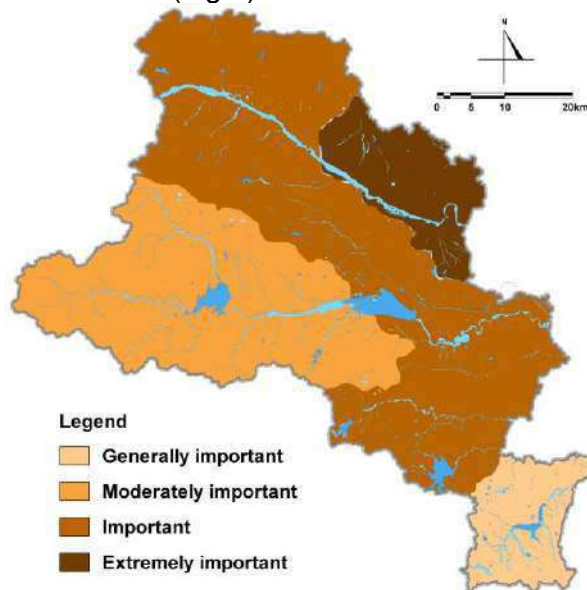 N
0 5 10 20km
Legend
Generally important
Moderately important
Important
Extremely important